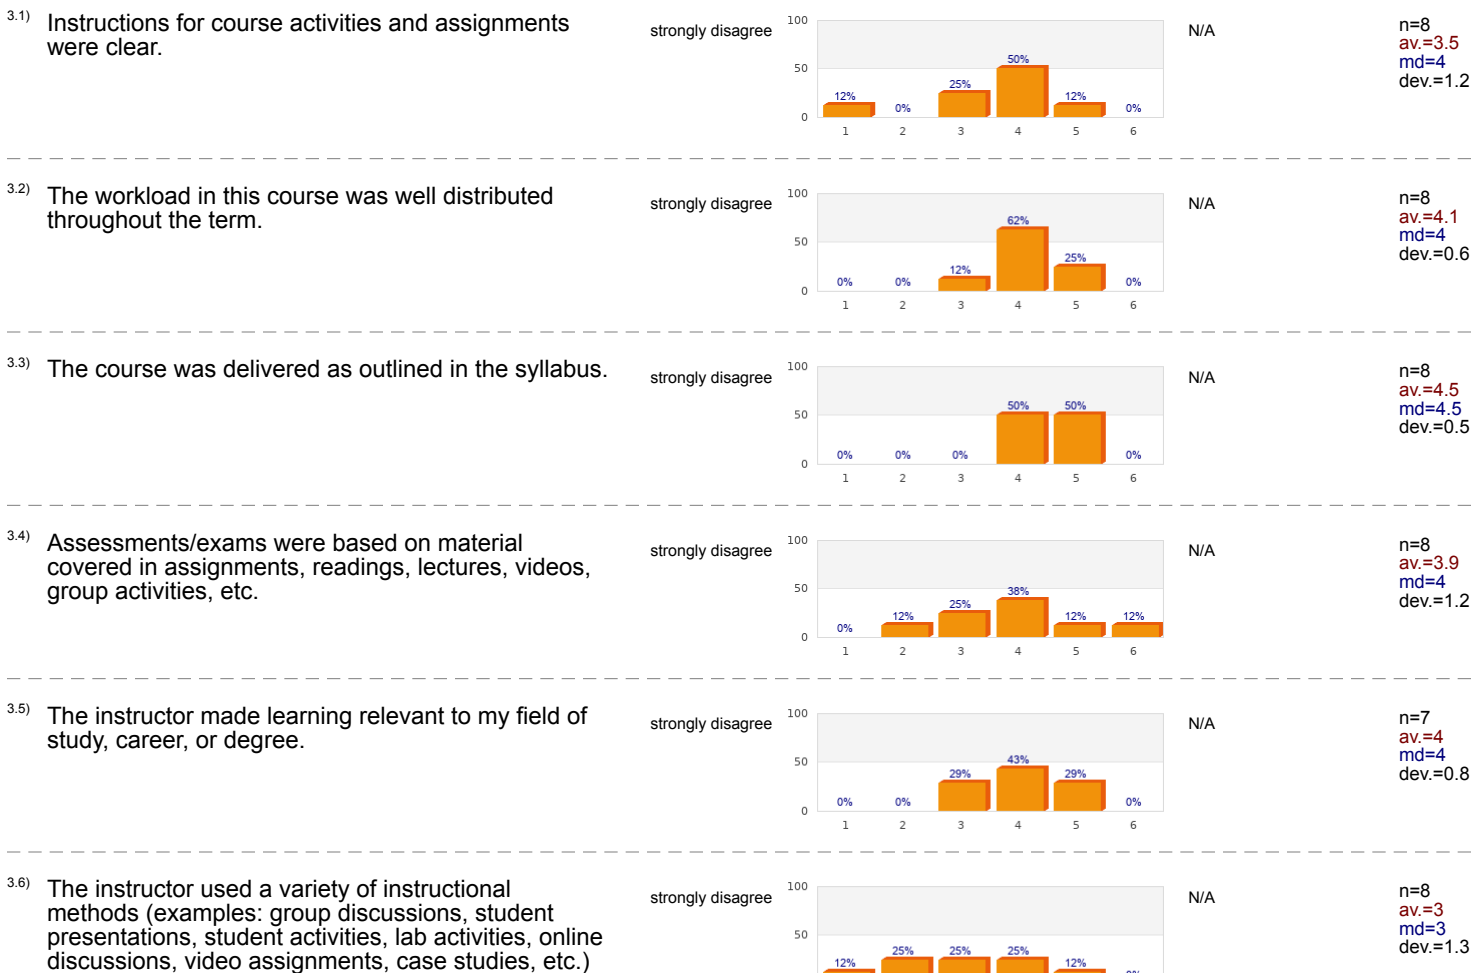 3.1) Instructions for course activities and assignments
were clear.
strongly disagree
100
50
0
12%
0%
25%
50%
12%
0%
1 2 3 4 5 6
N/A
n=8
av.=3.5
md=4
dev.=1.2
3.2) The workload in this course was well distributed
throughout the term.
strongly disagree
100
50
0
0%
0%
12%
62%
25%
0%
1 2 3 4 5 6
N/A
n=8
av.=4.1
md=4
dev.=0.6
3.3) The course was delivered as outlined in the syllabus.
strongly disagree
100
50
0
0%
0%
0%
50%
50%
0%
1 2 3 4 5 6
N/A
n=8
av.=4.5
md=4.5
dev.=0.5
3.4) Assessments/exams were based on material
covered in assignments, readings, lectures, videos,
group activities, etc.
strongly disagree
100
50
0
0%
12%
25%
38%
12%
12%
1 2 3 4 5 6
N/A
n=8
av.=3.9
md=4
dev.=1.2
3.5) The instructor made learning relevant to my field of
study, career, or degree.
strongly disagree
100
50
0
0%
0%
29%
43%
29%
0%
1 2 3 4 5 6
N/A
n=7
av.=4
md=4
dev.=0.8
3.6) The instructor used a variety of instructional
methods (examples: group discussions, student
presentations, student activities, lab activities, online
discussions, video assignments, case studies, etc.)
strongly disagree
100
50
12%
25%
25%
25%
12%
N/A
n=8
av.=3
md=3
dev.=1.3